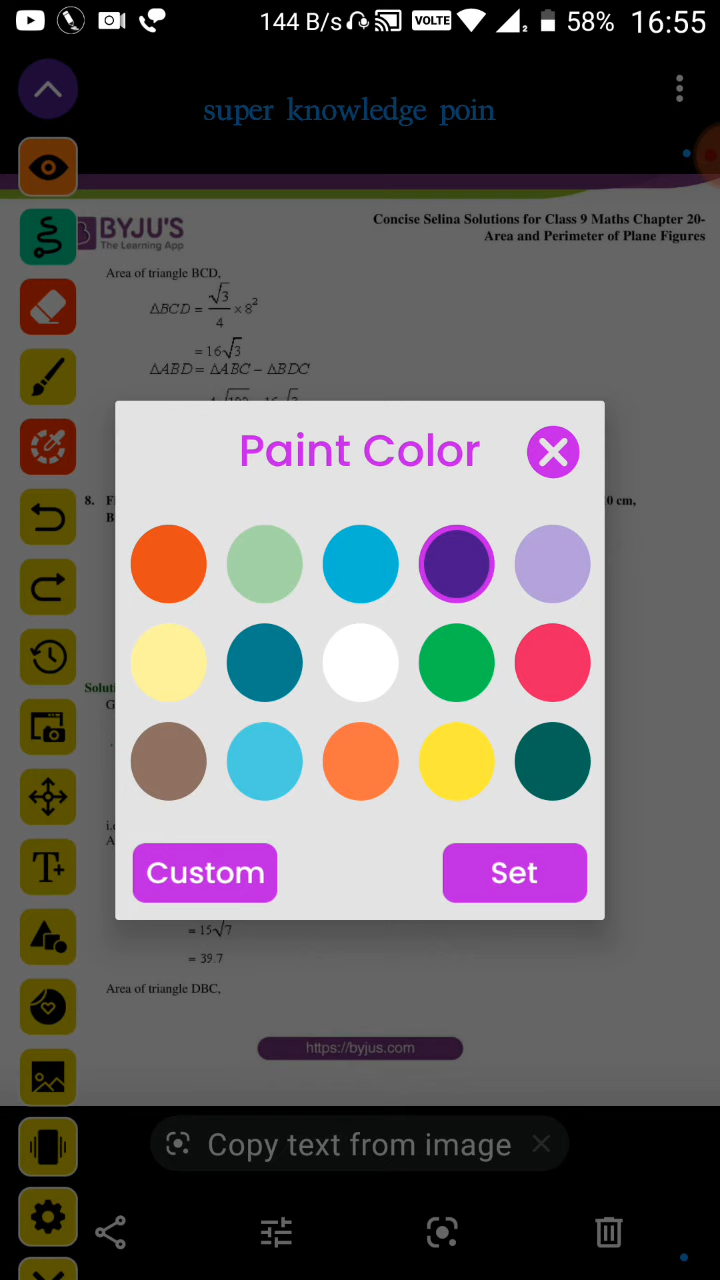 144 B/s VOLTE 2 58% 16:55
super knowledge poin
BYJU'S
The Learning App
Concise Selina Solutions for Class 9 Maths Chapter 20-
Area and Perimeter of Plane Figures
Area of triangle BCD,
ΔBCD = √3/4 × 8²
= 16√3
ΔABD = ΔABC − ΔBDC
Paint Color
8. F 0 cm,
B
Soluti
G
i.
A
Custom
Set
= 15√7
= 39.7
Area of triangle DBC,
https://byjus.com
T+
Copy text from image